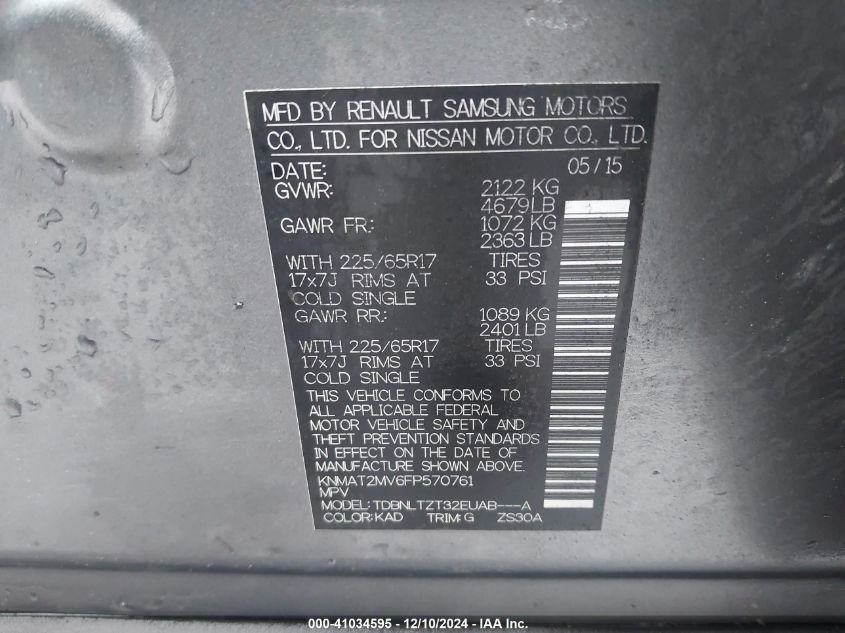 MFD BY RENAULT SAMSUNG MOTORS
CO., LTD. FOR NISSAN MOTOR CO., LTD.
DATE: 05/15
GVWR: 2122 KG
4679LB
GAWR FR: 1072 KG
2363 LB
WITH 225/65R17 TIRES
17x7J RIMS AT 33 PSI
COLD SINGLE
GAWR RR: 1089 KG
2401 LB
WITH 225/65R17 TIRES
17x7J RIMS AT 33 PSI
COLD SINGLE
THIS VEHICLE CONFORMS TO
ALL APPLICABLE FEDERAL
MOTOR VEHICLE SAFETY AND
THEFT PREVENTION STANDARDS
IN EFFECT ON THE DATE OF
MANUFACTURE SHOWN ABOVE.
KNMAT2MV6FP570761
MPV
MODEL: TDBNLTZT32EUAB---A
COLOR:KAD TRIM:G ZS30A
000-41034595 - 12/10/2024 - IAA Inc.